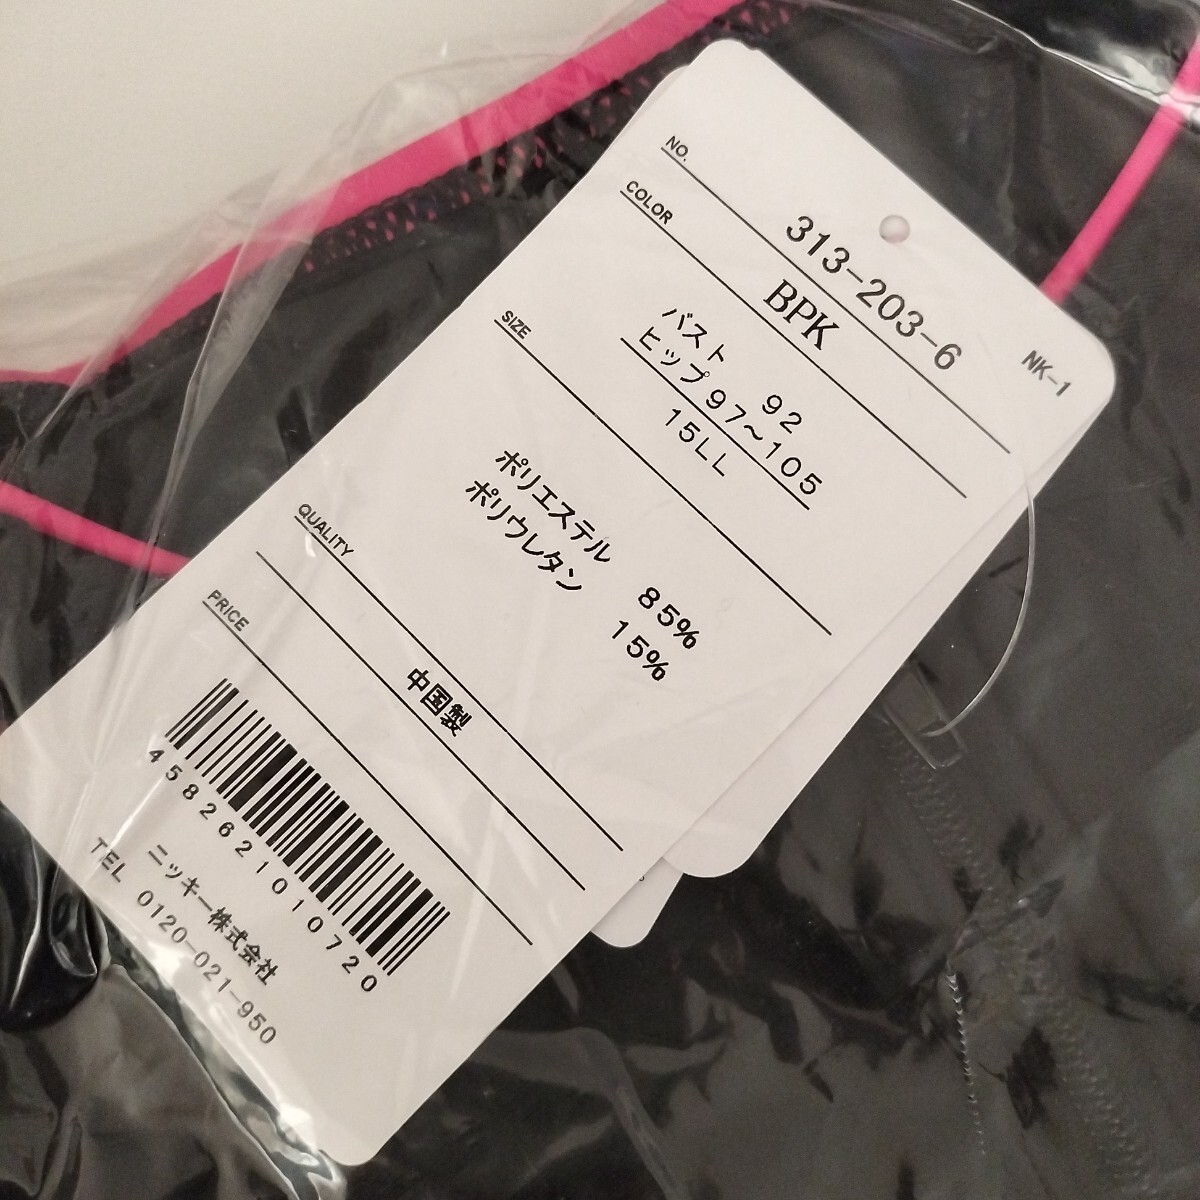 NO.
313-203-6
NK-1
COLOR
BPK
SIZE
バスト 92
ヒップ97～105
15LL
ポリエステル 85%
ポリウレタン 15%
QUALITY
中国製
PRICE
4582621010720
ニッキー株式会社
TEL 0120-021-950